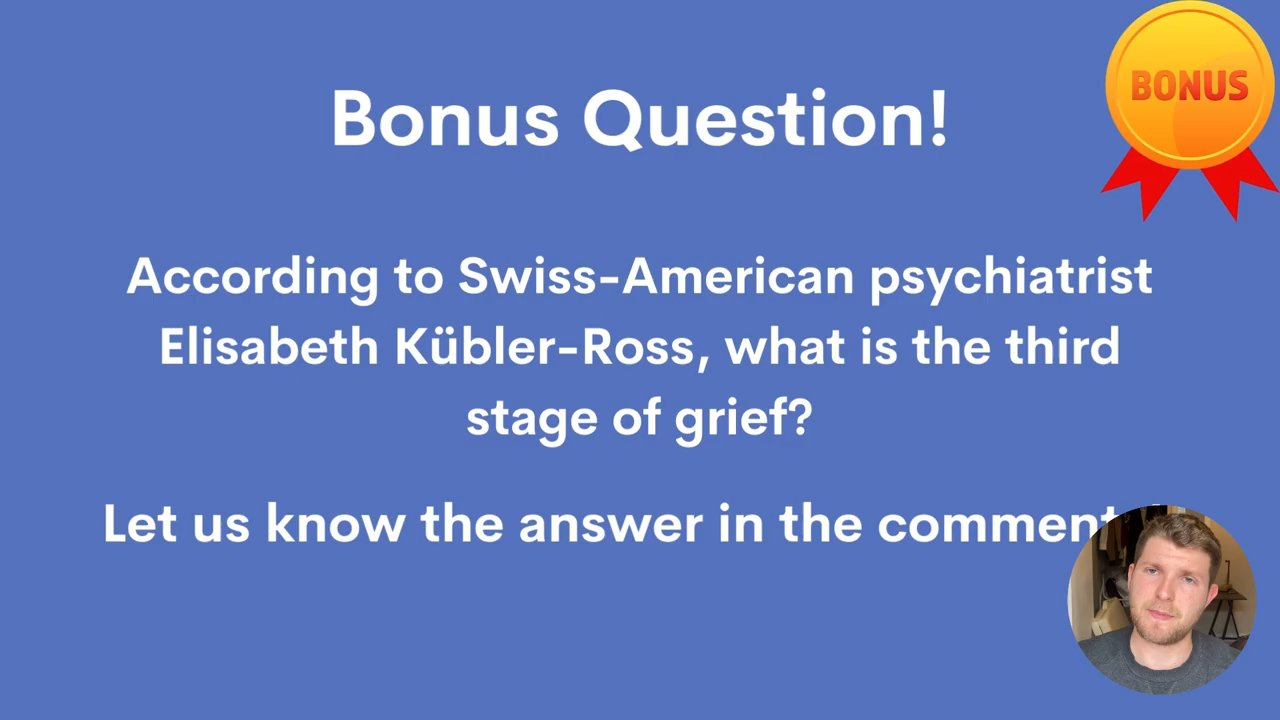 BONUS
Bonus Question!
According to Swiss-American psychiatrist
Elisabeth Kübler-Ross, what is the third
stage of grief?
Let us know the answer in the